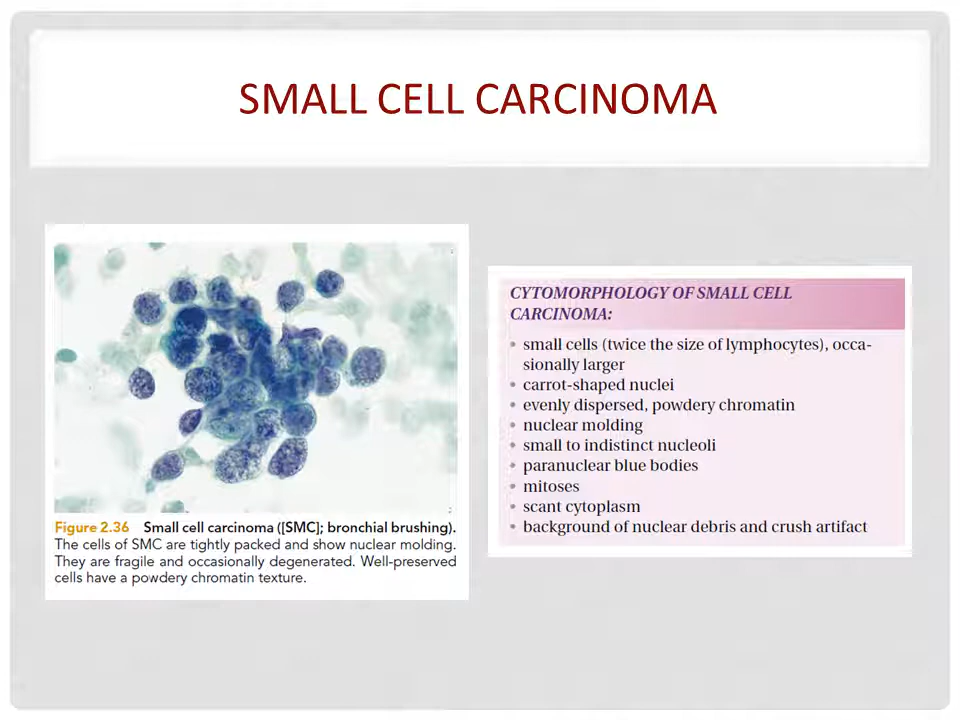 SMALL CELL CARCINOMA
Figure 2.36 Small cell carcinoma ([SMC]; bronchial brushing).
The cells of SMC are tightly packed and show nuclear molding.
They are fragile and occasionally degenerated. Well-preserved
cells have a powdery chromatin texture.
CYTOMORPHOLOGY OF SMALL CELL
CARCINOMA:
• small cells (twice the size of lymphocytes), occa-
sionally larger
• carrot-shaped nuclei
• evenly dispersed, powdery chromatin
• nuclear molding
• small to indistinct nucleoli
• paranuclear blue bodies
• mitoses
• scant cytoplasm
• background of nuclear debris and crush artifact